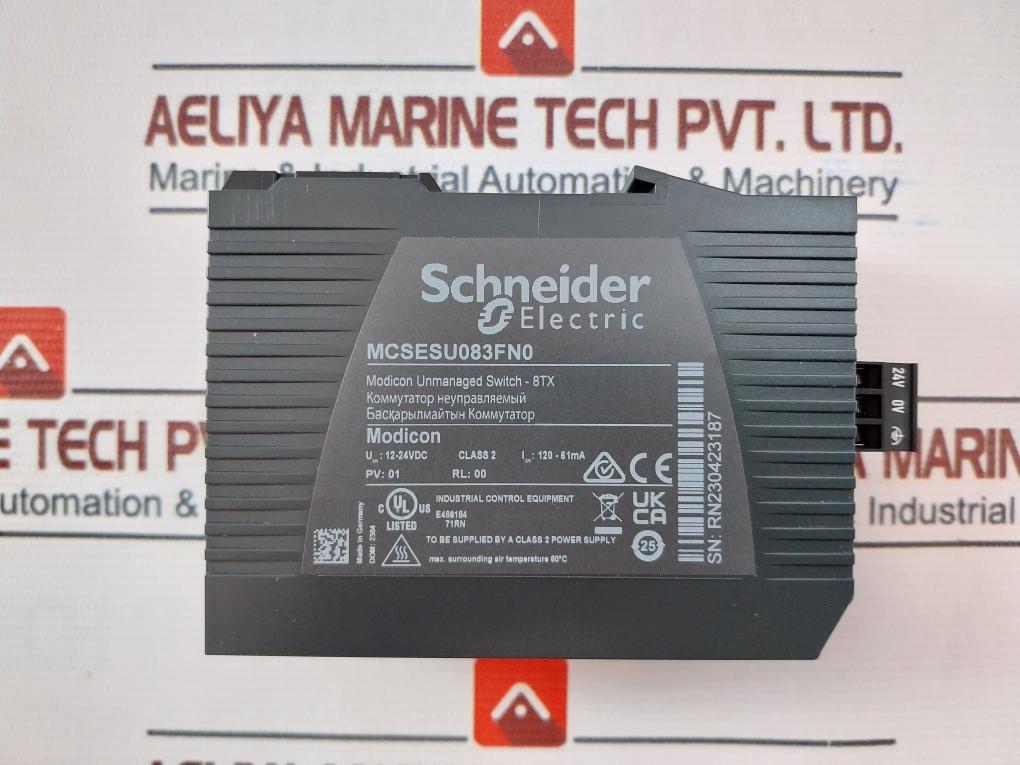 AELIYA MARINE TECH PVT. LTD.
Marine & Industrial Automation & Machinery
Schneider
Electric
MCSESU083FN0
Modicon Unmanaged Switch - 8TX
Коммутатор неуправляемый
Басқарылмайтын Коммутатор
Modicon
Uin: 12-24VDC CLASS 2 Iin: 120 - 61mA
PV: 01 RL: 00
CE
C UL US
LISTED
INDUSTRIAL CONTROL EQUIPMENT
E486184
71RN
UK
CA
TO BE SUPPLIED BY A CLASS 2 POWER SUPPLY
max. surrounding air temperature 60°C
25
Made in Germany
DOM: 2304
SN: RN230423187
24V 0V
E TECH PV
utomation &
MARIN
Industrial